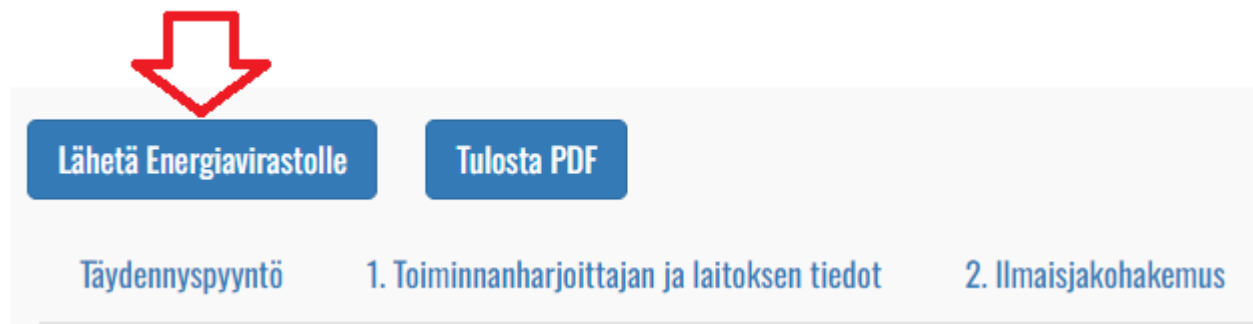 Lähetä Energiavirastolle Tulosta PDF
Täydennyspyyntö 1. Toiminnanharjoittajan ja laitoksen tiedot 2. Ilmaisjakohakemus